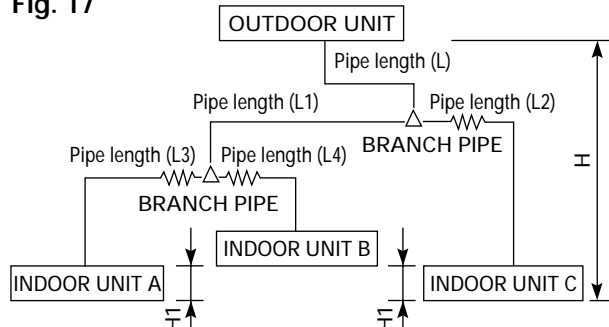 Fig. 17
OUTDOOR UNIT
Pipe length (L)
Pipe length (L1)
Pipe length (L2)
BRANCH PIPE
Pipe length (L3)
Pipe length (L4)
BRANCH PIPE
H
INDOOR UNIT B
INDOOR UNIT A
INDOOR UNIT C
H1
H1